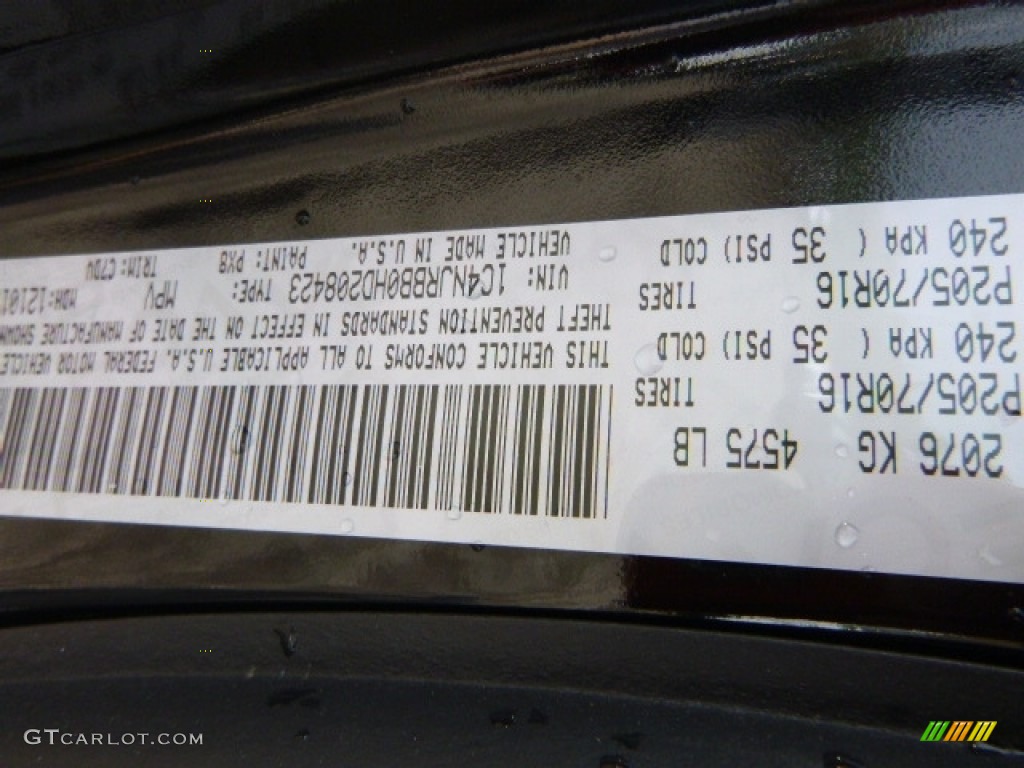 2076 KG 4575 LB
P205/70R16 TIRES
240 KPA ( 35 PSI) COLD
P205/70R16 TIRES
240 KPA ( 35 PSI) COLD
THIS VEHICLE CONFORMS TO ALL APPLICABLE U.S.A. FEDERAL MOTOR VEHICLE
THEFT PREVENTION STANDARDS IN EFFECT ON THE DATE OF MANUFACTURE SHOWN
VIN: 1C4NJRBB0HD208423 TYPE: MPV MDH:12101
VEHICLE MADE IN U.S.A. PAINT: PX8 TRIM: C7DV
GTCARLOT.COM